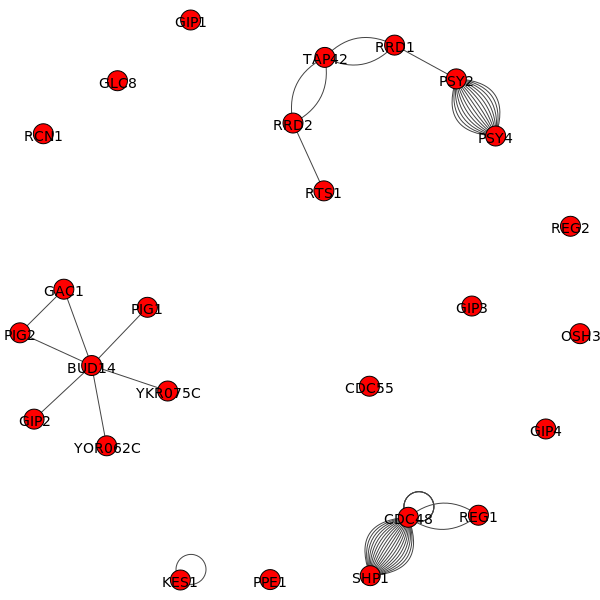 GIP1
RRD1
TAP42
GLC8
PSY2
RRD2
RCN1
PSY4
RTS1
REG2
GAC1
GIP3
PIG1
PIG2
OSH3
BUD14
CDC55
YKR075C
GIP2
GIP4
YOR062C
CDC48
REG1
SHP1
KES1
PPE1